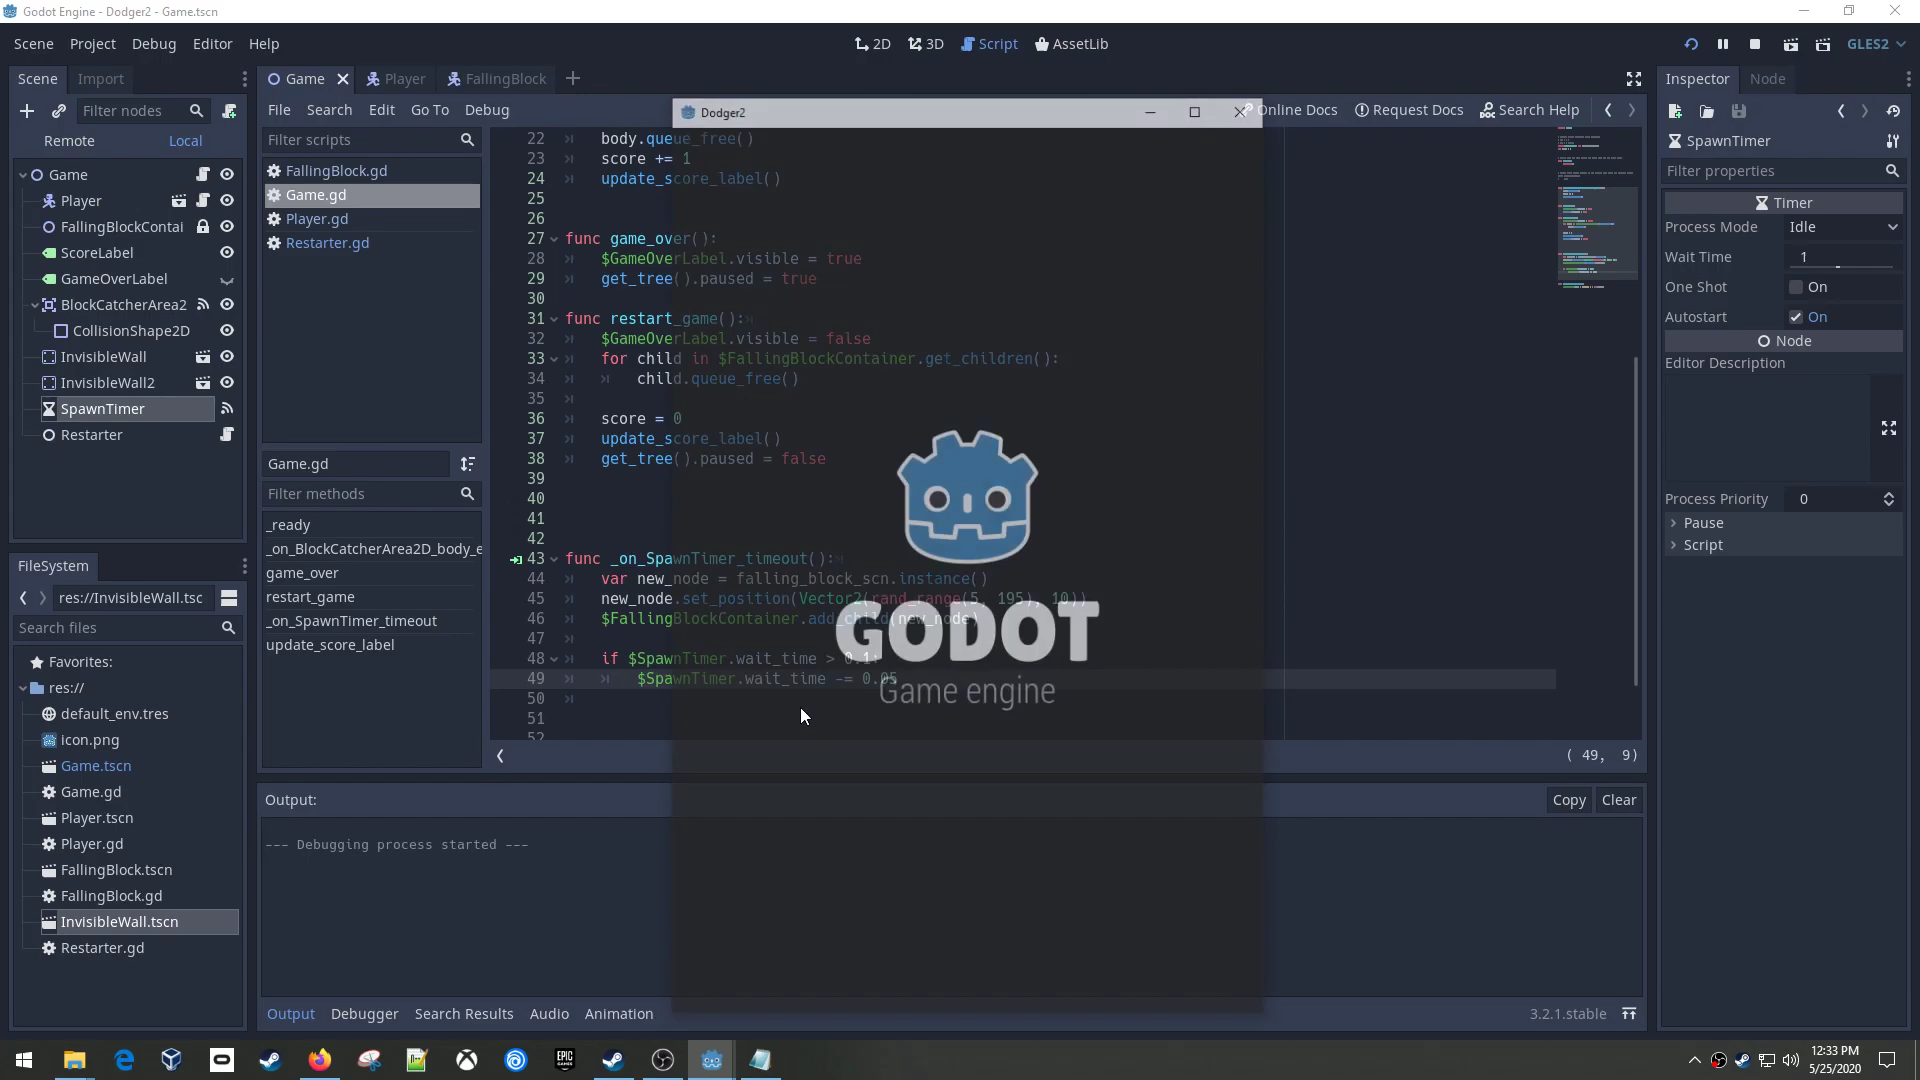 Godot Engine - Dodger2 - Game.tscn
Scene Project Debug Editor Help
2D 3D Script AssetLib
GLES2
Scene Import
Game Player FallingBlock
Inspector Node
Filter nodes
File Search Edit Go To Debug
Dodger2
Online Docs Request Docs Search Help
Remote Local
Filter scripts
SpawnTimer
Filter properties
Game
Player
FallingBlockContai
ScoreLabel
GameOverLabel
BlockCatcherArea2
CollisionShape2D
InvisibleWall
InvisibleWall2
SpawnTimer
Restarter
FallingBlock.gd
Game.gd
Player.gd
Restarter.gd
Game.gd
Filter methods
_ready
_on_BlockCatcherArea2D_body_e
game_over
restart_game
_on_SpawnTimer_timeout
update_score_label
22 body.queue_free()
23 score += 1
24 update_score_label()
25
26
27 func game_over():
28 $GameOverLabel.visible = true
29 get_tree().paused = true
30
31 func restart_game():
32 $GameOverLabel.visible = false
33 for child in $FallingBlockContainer.get_children():
34 child.queue_free()
35
36 score = 0
37 update_score_label()
38 get_tree().paused = false
39
40
41
42
43 func _on_SpawnTimer_timeout():
44 var new_node = falling_block_scn.instance()
45 new_node.set_position(Vector2(rand_range(5, 195), 10))
46 $FallingBlockContainer.add_child(new_node)
47
48 if $SpawnTimer.wait_time > 0.1:
49 $SpawnTimer.wait_time -= 0.05
50
51
52
GODOT
Game engine
( 49, 9)
Timer
Process Mode Idle
Wait Time 1
One Shot On
Autostart On
Node
Editor Description
Process Priority 0
Pause
Script
FileSystem
res://InvisibleWall.tsc
Search files
Favorites:
res://
default_env.tres
icon.png
Game.tscn
Game.gd
Player.tscn
Player.gd
FallingBlock.tscn
FallingBlock.gd
InvisibleWall.tscn
Restarter.gd
Output:
Copy Clear
--- Debugging process started ---
Output Debugger Search Results Audio Animation
3.2.1.stable
EPIC GAMES
12:33 PM
5/25/2020